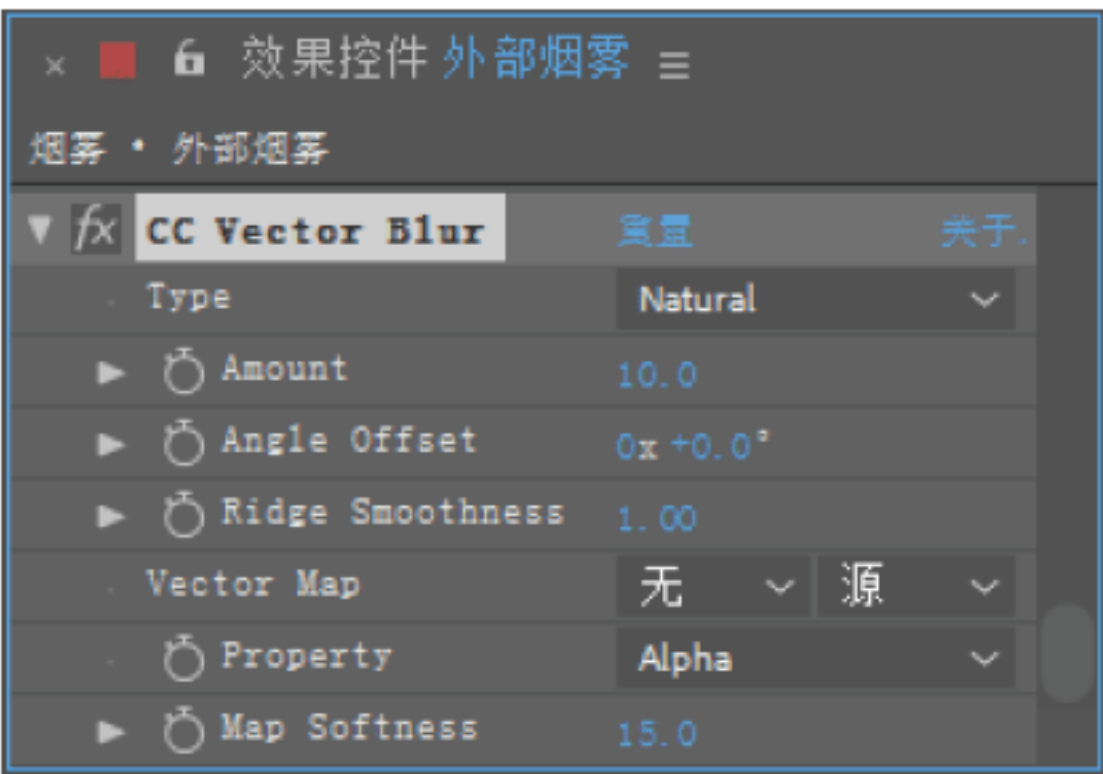 × 效果控件 外部烟雾 ≡
烟雾 • 外部烟雾
fx CC Vector Blur 重置 关于.
Type Natural
Amount 10.0
Angle Offset 0x +0.0°
Ridge Smoothness 1.00
Vector Map 无 源
Property Alpha
Map Softness 15.0